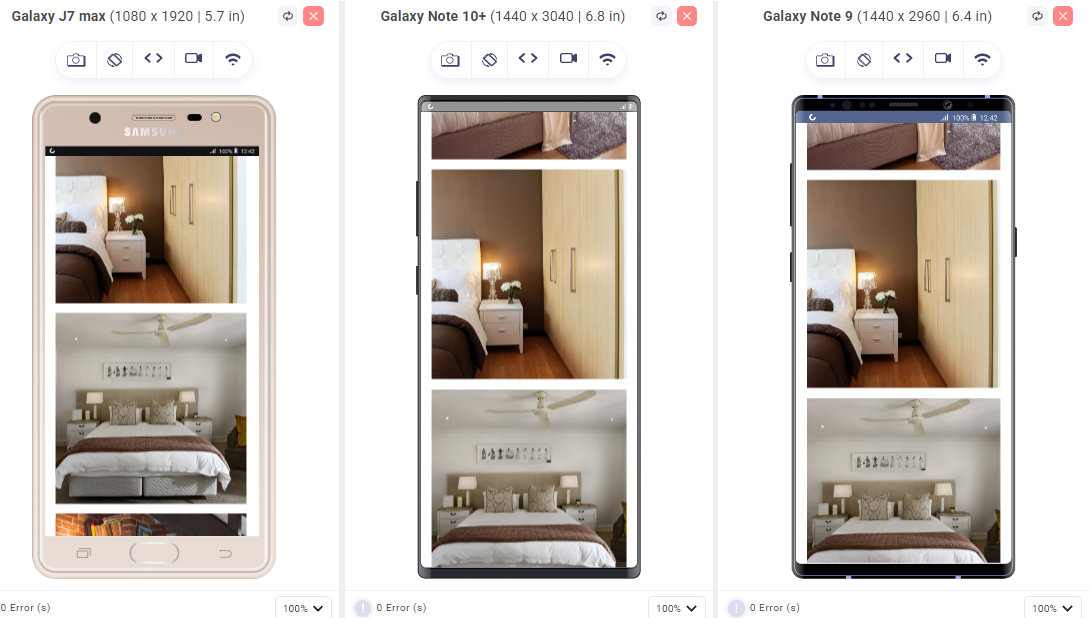 Galaxy J7 max (1080 x 1920 | 5.7 in)
Galaxy Note 10+ (1440 x 3040 | 6.8 in)
Galaxy Note 9 (1440 x 2960 | 6.4 in)
SAMSUNG
100% 12:42
100% 12:42
0 Error (s)
100%
0 Error (s)
100%
0 Error (s)
100%